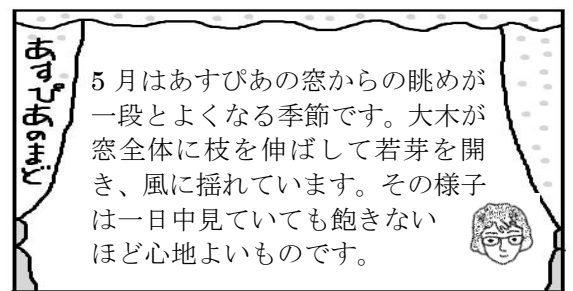 あすぴあのまど
5 月はあすぴあの窓からの眺めが
一段とよくなる季節です。大木が
窓全体に枝を伸ばして若芽を開
き、風に揺れています。その様子
は一日中見ていても飽きない
ほど心地よいものです。